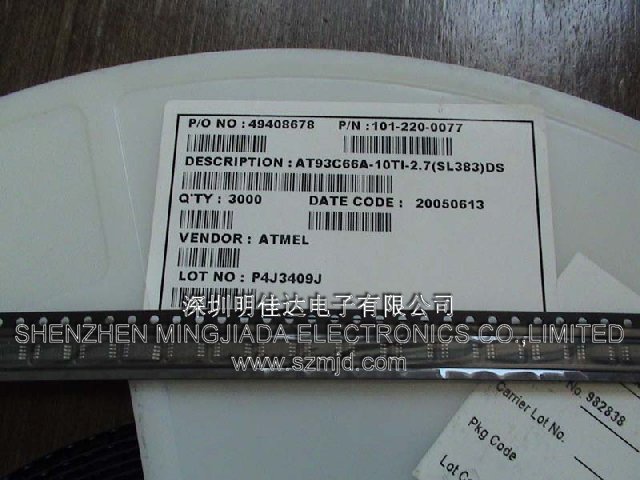 P/O NO : 49408678 P/N : 101-220-0077
DESCRIPTION : AT93C66A-10TI-2.7(SL383)DS
Q'TY : 3000 DATE CODE : 20050613
VENDOR : ATMEL
LOT NO : P4J3409J
深圳明佳达电子有限公司
SHENZHEN MINGJIADA ELECTRONICS CO.,LIMITED
www.szmjd.com
No. 982838
Carrier Lot No.
Pkg Code
Lot